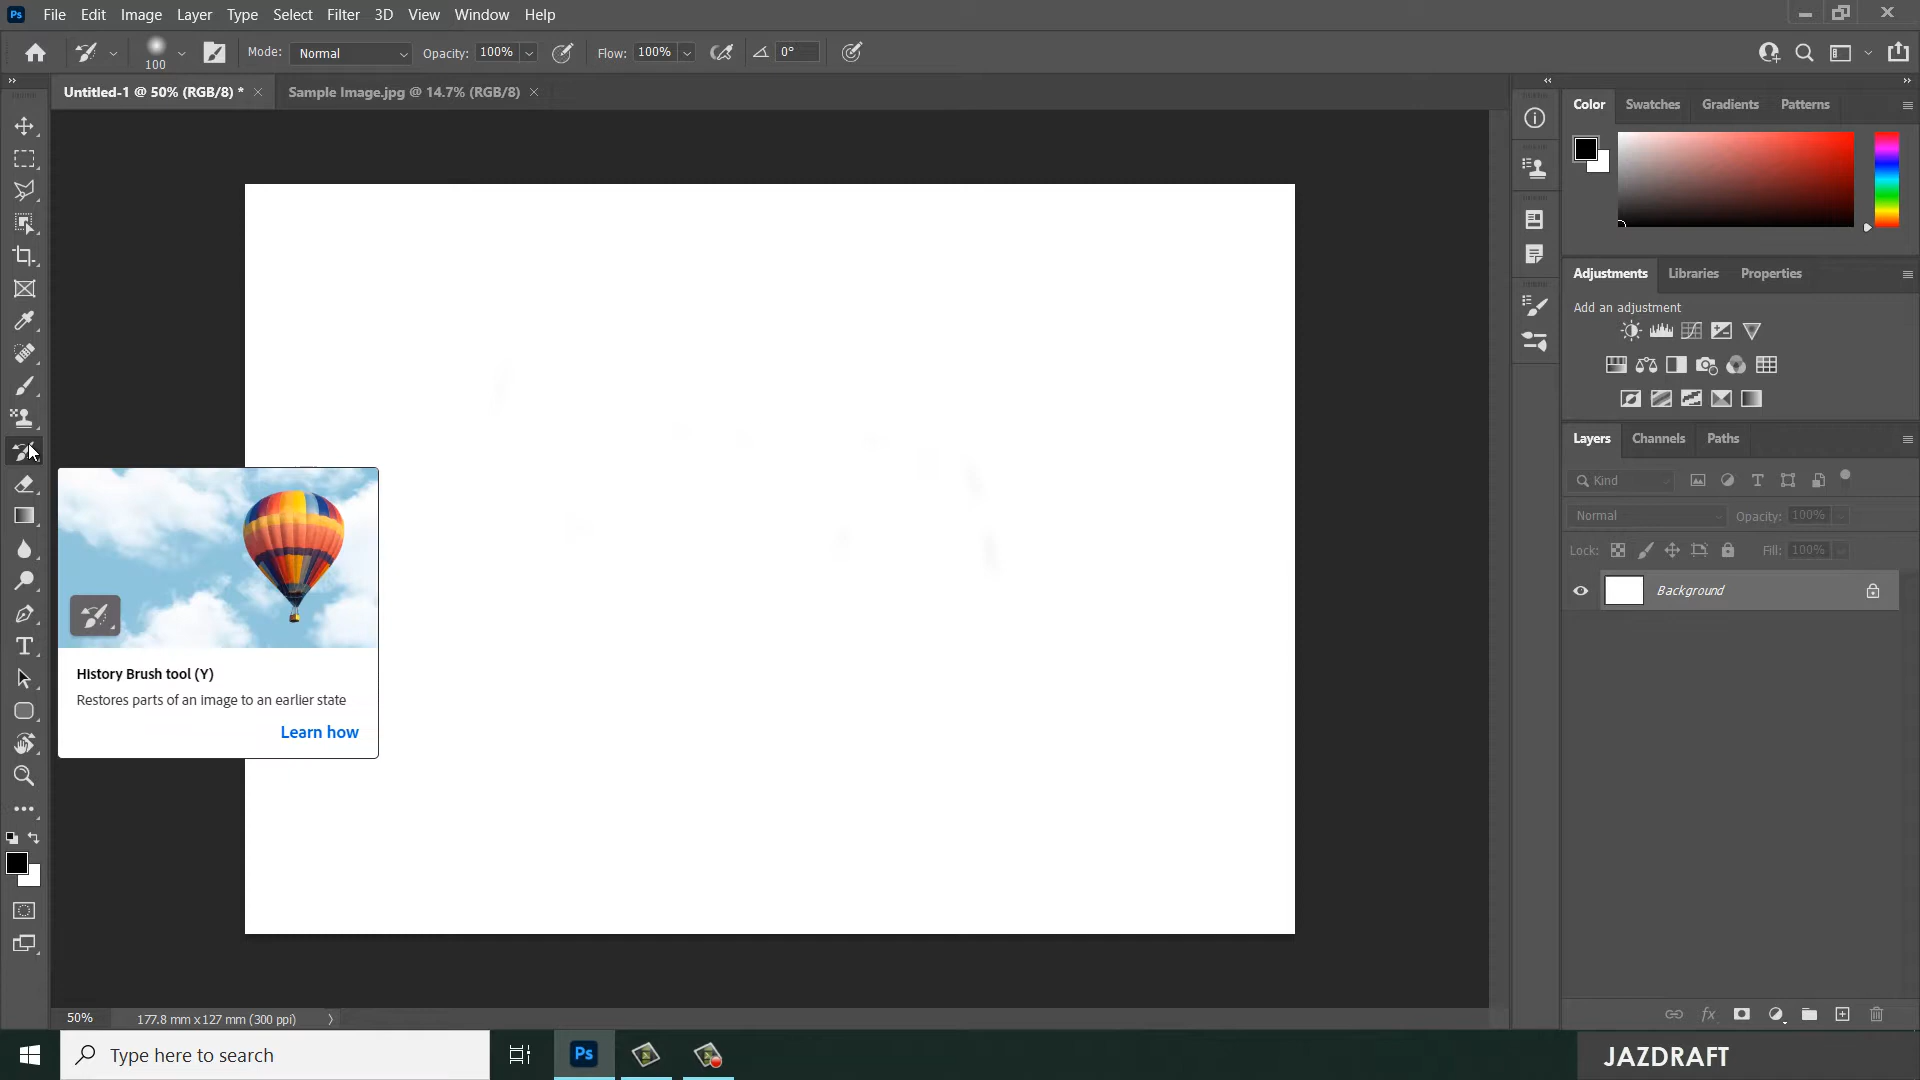 Ps File Edit Image Layer Type Select Filter 3D View Window Help
100 Mode: Normal Opacity: 100% Flow: 100% 0°
Untitled-1 @ 50% (RGB/8) * Sample Image.jpg @ 14.7% (RGB/8)
Color Swatches Gradients Patterns
Adjustments Libraries Properties
Add an adjustment
Layers Channels Paths
Kind
Normal Opacity: 100%
Lock: Fill: 100%
Background
History Brush tool (Y)
Restores parts of an image to an earlier state
Learn how
50% 177.8 mm x 127 mm (300 ppi)
Type here to search Ps JAZDRAFT